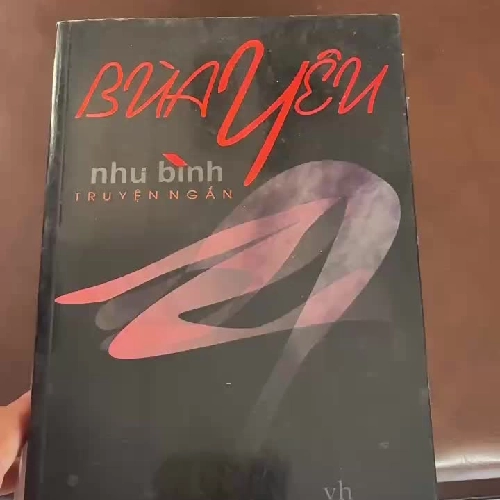 BÙA YÊU
như bình
TRUYỆN NGẮN
vh